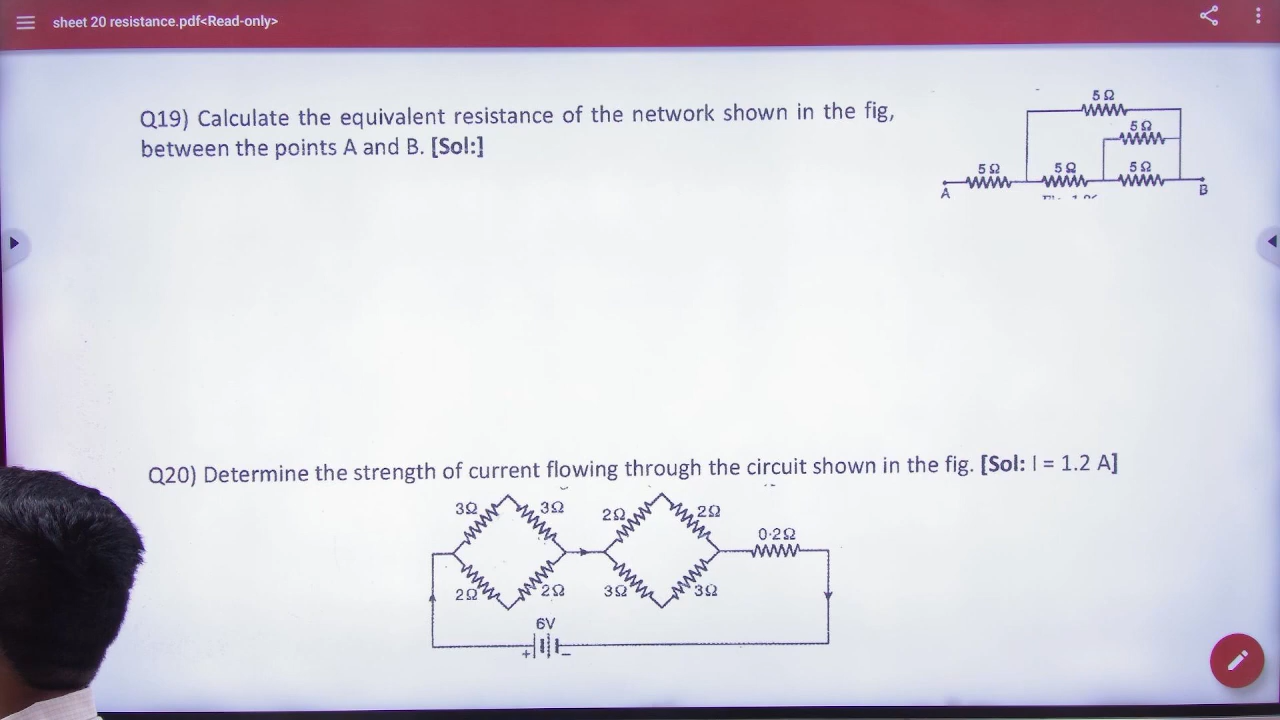 sheet 20 resistance.pdf<Read-only>
Q19) Calculate the equivalent resistance of the network shown in the fig,
between the points A and B. [Sol:]
5Ω
5Ω
5Ω 5Ω 5Ω
A B
Q20) Determine the strength of current flowing through the circuit shown in the fig. [Sol: I = 1.2 A]
3Ω 3Ω 2Ω 2Ω
0·2Ω
2Ω 2Ω 3Ω 3Ω
6V
+ −